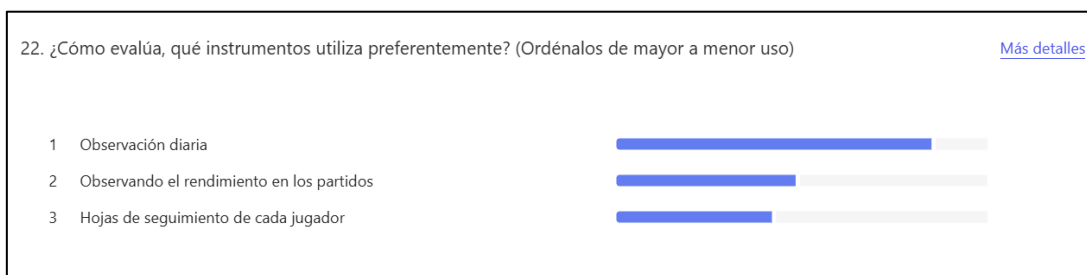 22. ¿Cómo evalúa, qué instrumentos utiliza preferentemente? (Ordénalos de mayor a menor uso) Más detalles
1 Observación diaria
2 Observando el rendimiento en los partidos
3 Hojas de seguimiento de cada jugador